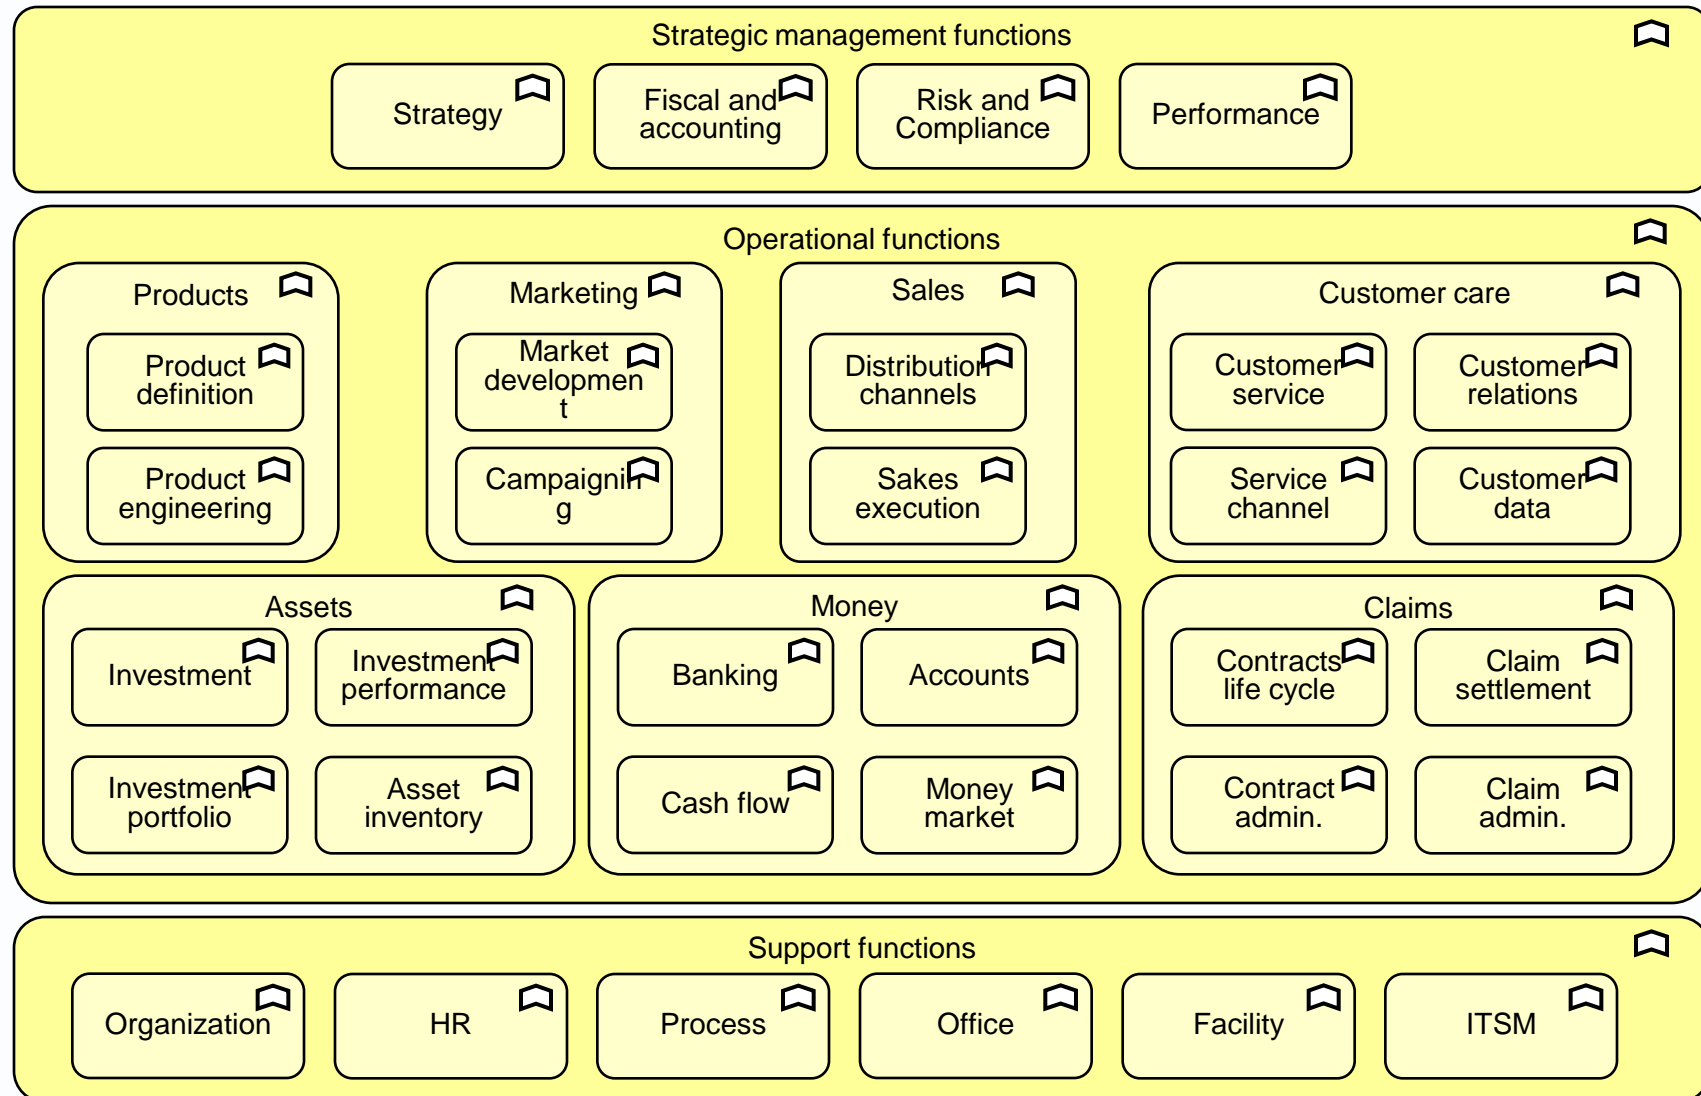 Strategic management functions
Strategy
Fiscal and
accounting
Risk and
Compliance
Performance
Operational functions
Products
Product
definition
Product
engineering
Marketing
Market
developmen
t
Campaignin
g
Sales
Distribution
channels
Sakes
execution
Customer care
Customer
service
Customer
relations
Service
channel
Customer
data
Assets
Investment
Investment
performance
Investment
portfolio
Asset
inventory
Money
Banking
Accounts
Cash flow
Money
market
Claims
Contracts
life cycle
Claim
settlement
Contract
admin.
Claim
admin.
Support functions
Organization
HR
Process
Office
Facility
ITSM